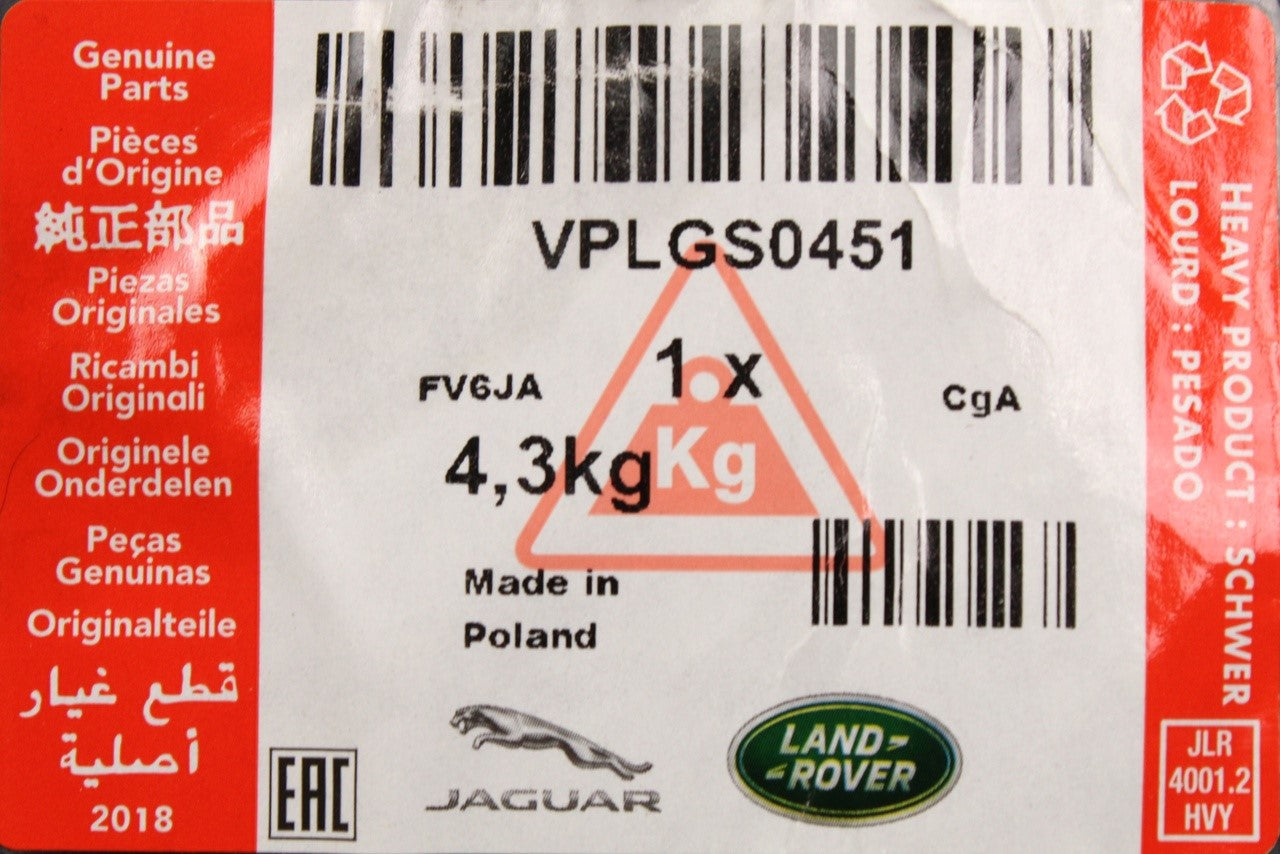 Genuine
Parts
Pièces
d'Origine
純正部品
Piezas
Originales
Ricambi
Originali
Originele
Onderdelen
Peças
Genuinas
Originalteile
قطع غيار
أصلية
2018
VPLGS0451
FV6JA
1 x
CgA
4,3kg
Kg
Made in
Poland
EAC
JAGUAR
LAND
ROVER
HEAVY PRODUCT : SCHWER
LOURD : PESADO
JLR
4001.2
HVY